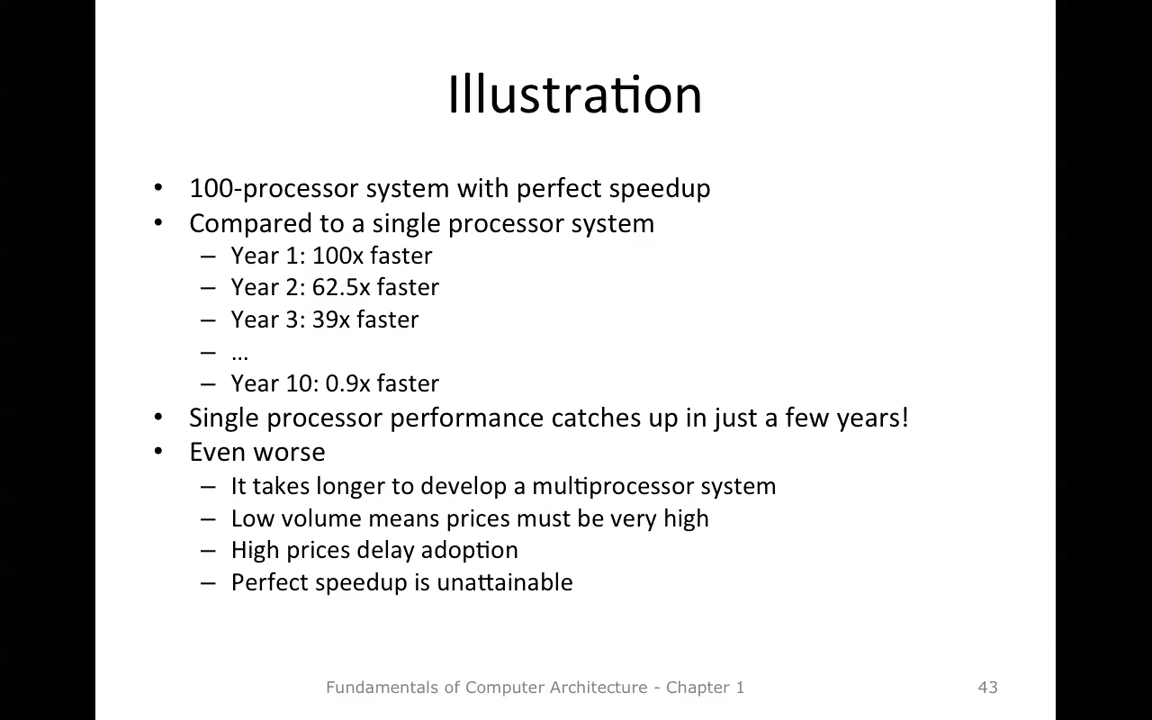 Illustration
• 100-processor system with perfect speedup
• Compared to a single processor system
– Year 1: 100x faster
– Year 2: 62.5x faster
– Year 3: 39x faster
– …
– Year 10: 0.9x faster
• Single processor performance catches up in just a few years!
• Even worse
– It takes longer to develop a multiprocessor system
– Low volume means prices must be very high
– High prices delay adoption
– Perfect speedup is unattainable
Fundamentals of Computer Architecture - Chapter 1
43